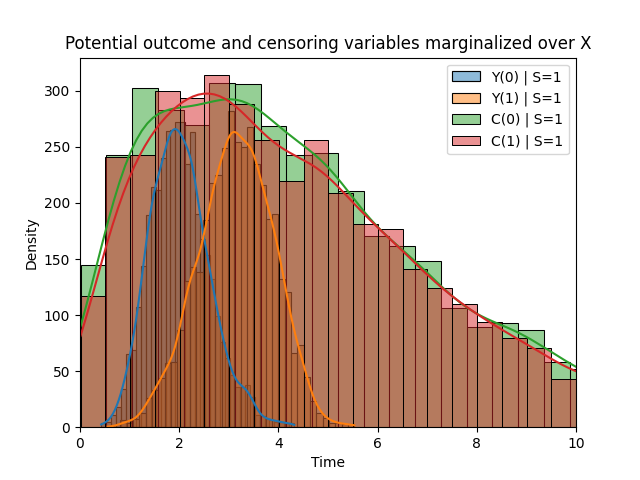 Potential outcome and censoring variables marginalized over X
Y(0) | S=1
Y(1) | S=1
C(0) | S=1
C(1) | S=1
Density
300
250
200
150
100
50
0
0 2 4 6 8 10
Time